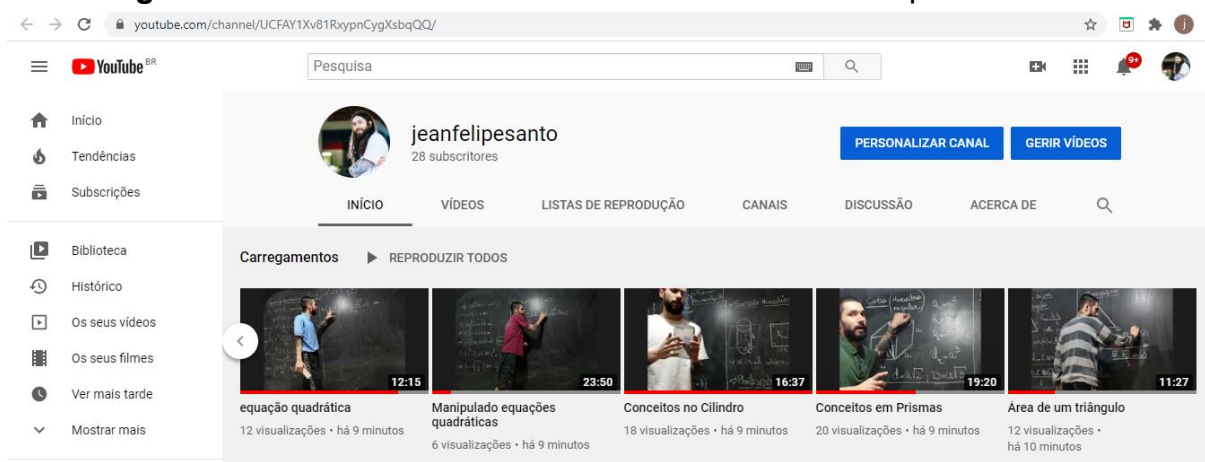 youtube.com/channel/UCFAY1Xv81RxypnCygXsbqQQ/
j
YouTube BR
Pesquisa
9+
Início
Tendências
Subscrições
Biblioteca
Histórico
Os seus vídeos
Os seus filmes
Ver mais tarde
Mostrar mais
jeanfelipesanto
28 subscritores
PERSONALIZAR CANAL
GERIR VÍDEOS
INÍCIO VÍDEOS LISTAS DE REPRODUÇÃO CANAIS DISCUSSÃO ACERCA DE
Carregamentos REPRODUZIR TODOS
12:15
equação quadrática
12 visualizações • há 9 minutos
23:50
Manipulado equações
quadráticas
6 visualizações • há 9 minutos
16:37
Conceitos no Cilindro
18 visualizações • há 9 minutos
19:20
Conceitos em Prismas
20 visualizações • há 9 minutos
11:27
Área de um triângulo
12 visualizações •
há 10 minutos